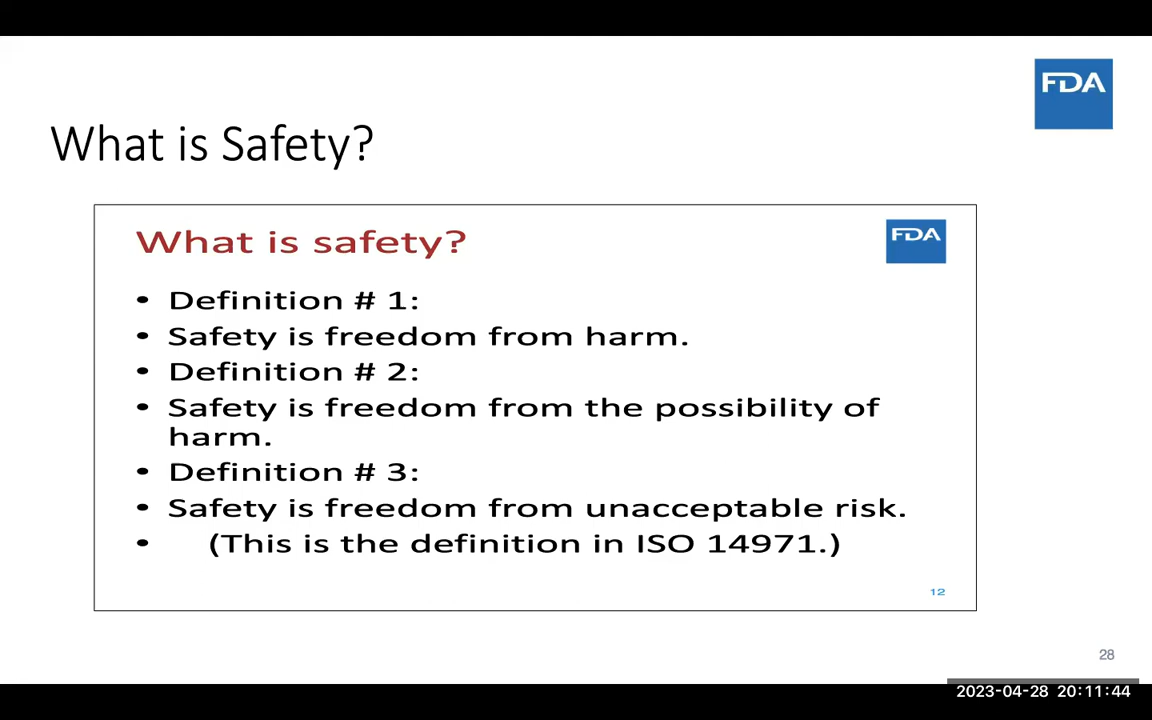 FDA
What is Safety?
What is safety?
FDA
• Definition # 1:
• Safety is freedom from harm.
• Definition # 2:
• Safety is freedom from the possibility of
harm.
• Definition # 3:
• Safety is freedom from unacceptable risk.
• (This is the definition in ISO 14971.)
12
28
2023-04-28 20:11:44